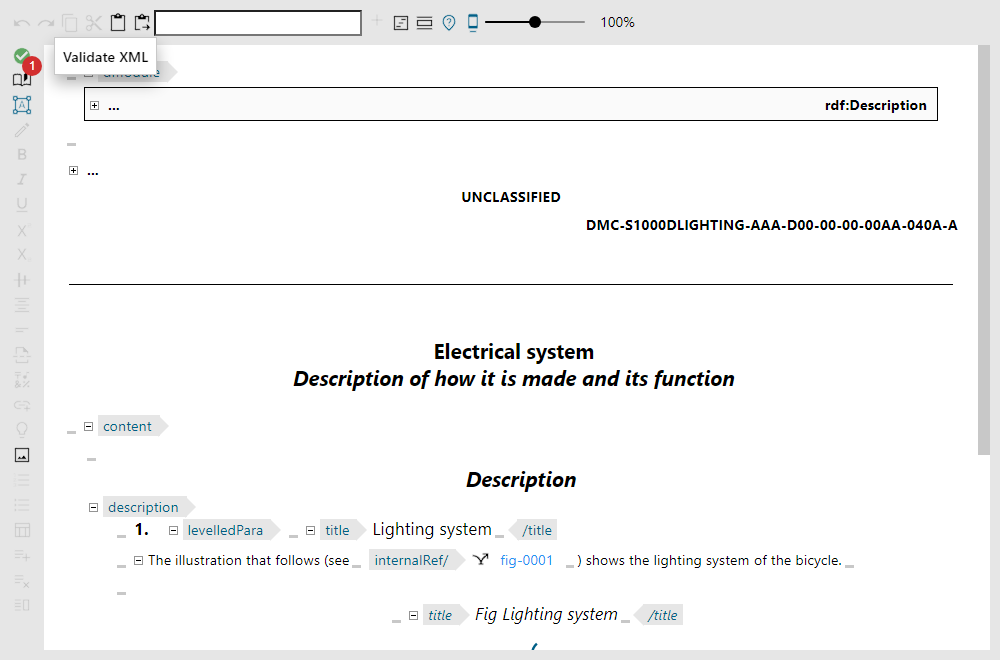 100%
Validate XML
1
dmodule
... rdf:Description
...
UNCLASSIFIED
DMC-S1000DLIGHTING-AAA-D00-00-00-00AA-040A-A
Electrical system
Description of how it is made and its function
content
Description
description
1. levelledPara title Lighting system /title
The illustration that follows (see internalRef/ fig-0001 ) shows the lighting system of the bicycle.
title Fig Lighting system /title